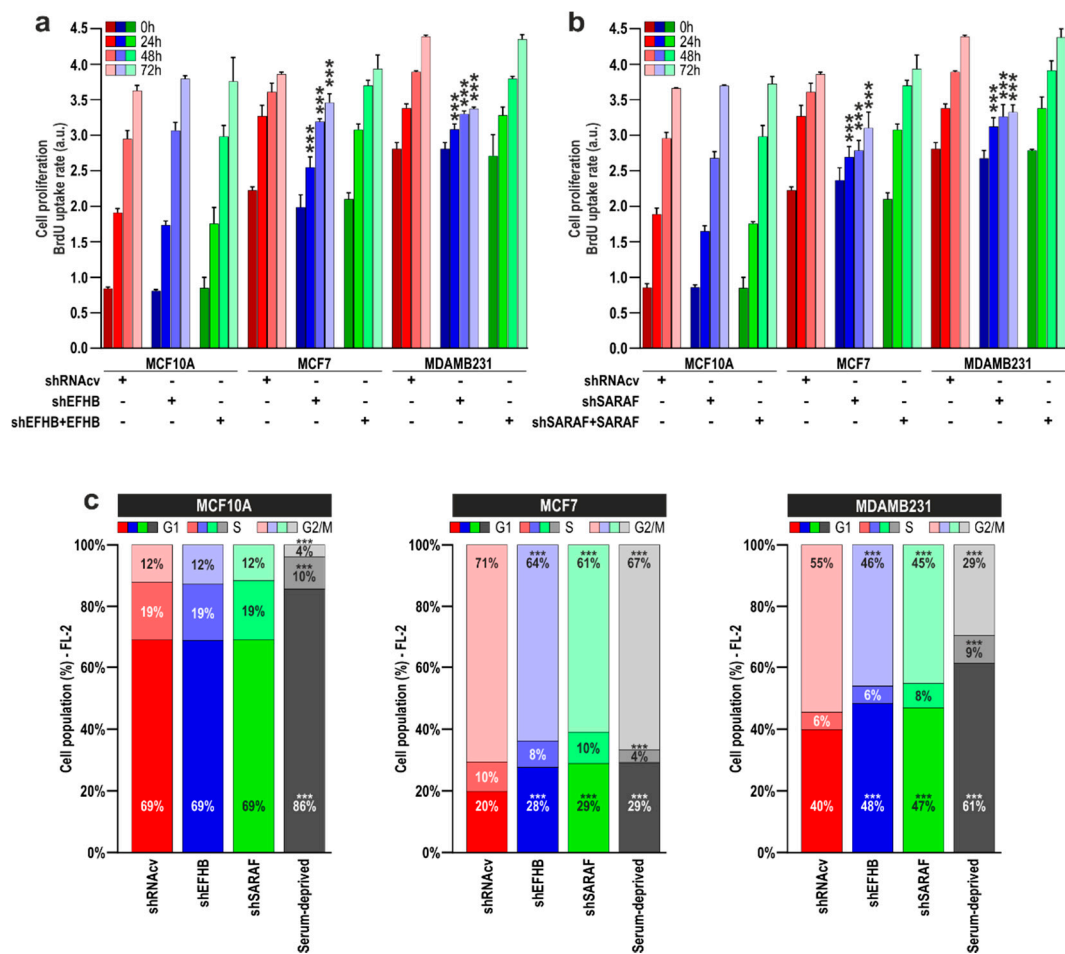 a
4.5
4.0
3.5
3.0
2.5
2.0
1.5
1.0
0.5
0.0
Cell proliferation
BrdU uptake rate (a.u.)
0h
24h
48h
72h
*** *** *** ***
*** *** ***
MCF10A MCF7 MDAMB231
shRNAcv + - - + - - + - -
shEFHB - + - - + - - + -
shEFHB+EFHB - - + - - + - - +
b
4.5
4.0
3.5
3.0
2.5
2.0
1.5
1.0
0.5
0.0
Cell proliferation
BrdU uptake rate (a.u.)
0h
24h
48h
72h
*** *** ***
*** *** ***
MCF10A MCF7 MDAMB231
shRNAcv + - - + - - + - -
shSARAF - + - - + - - + -
shSARAF+SARAF - - + - - + - - +
c
MCF10A
G1 S G2/M
100%
80%
60%
40%
20%
0%
Cell population (%) - FL-2
12% 12% 12% *** 4%
19% 19% 19% *** 10%
69% 69% 69% *** 86%
shRNAcv
shEFHB
shSARAF
Serum-deprived
MCF7
G1 S G2/M
100%
80%
60%
40%
20%
0%
Cell population (%) - FL-2
71% *** 64% *** 61% *** 67%
10% 8% 10% *** 4%
20% *** 28% *** 29% *** 29%
shRNAcv
shEFHB
shSARAF
Serum-deprived
MDAMB231
G1 S G2/M
100%
80%
60%
40%
20%
0%
Cell population (%) - FL-2
55% *** 46% *** 45% *** 29%
6% 6% 8% *** 9%
40% *** 48% *** 47% *** 61%
shRNAcv
shEFHB
shSARAF
Serum-deprived